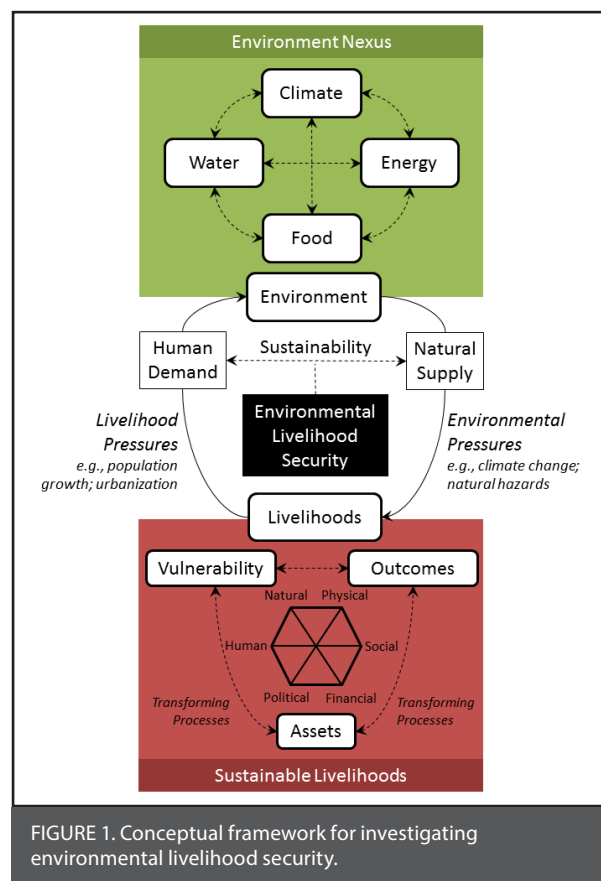 Environment Nexus
Climate
Water
Energy
Food
Environment
Human
Demand
Sustainability
Natural
Supply
Environmental
Livelihood
Security
Livelihood
Pressures
e.g., population
growth; urbanization
Environmental
Pressures
e.g., climate change;
natural hazards
Livelihoods
Vulnerability
Outcomes
Natural
Physical
Human
Social
Political
Financial
Transforming
Processes
Transforming
Processes
Assets
Sustainable Livelihoods
FIGURE 1. Conceptual framework for investigating
environmental livelihood security.